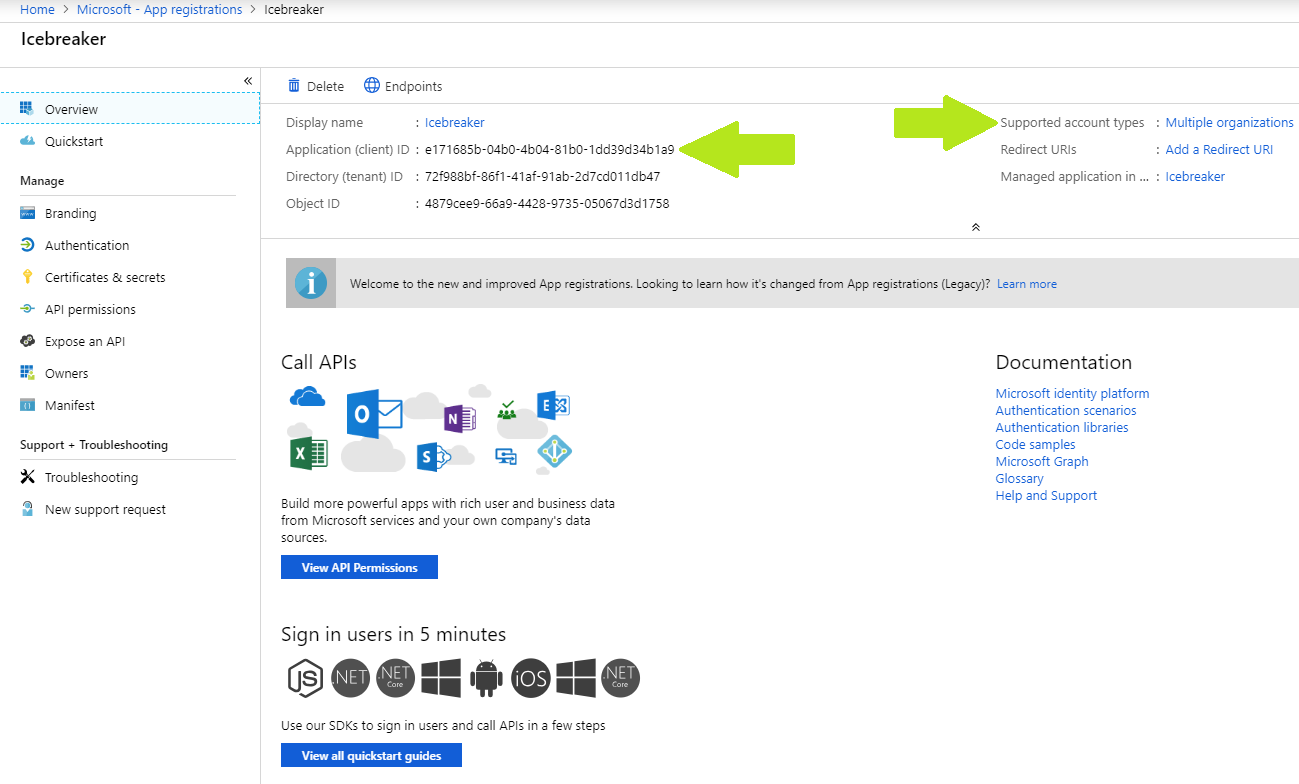 Home > Microsoft - App registrations > Icebreaker
Icebreaker
«
Overview
Quickstart
Manage
Branding
Authentication
Certificates & secrets
API permissions
Expose an API
Owners
Manifest
Support + Troubleshooting
Troubleshooting
New support request
Delete
Endpoints
Display name : Icebreaker
Application (client) ID : e171685b-04b0-4b04-81b0-1dd39d34b1a9
Directory (tenant) ID : 72f988bf-86f1-41af-91ab-2d7cd011db47
Object ID : 4879cee9-66a9-4428-9735-05067d3d1758
Supported account types : Multiple organizations
Redirect URIs : Add a Redirect URI
Managed application in ... : Icebreaker
Welcome to the new and improved App registrations. Looking to learn how it's changed from App registrations (Legacy)? Learn more
Call APIs
O
N
E
X
S
Build more powerful apps with rich user and business data
from Microsoft services and your own company's data
sources.
View API Permissions
Sign in users in 5 minutes
JS .NET .NET Core iOS .NET Core
Use our SDKs to sign in users and call APIs in a few steps
View all quickstart guides
Documentation
Microsoft identity platform
Authentication scenarios
Authentication libraries
Code samples
Microsoft Graph
Glossary
Help and Support